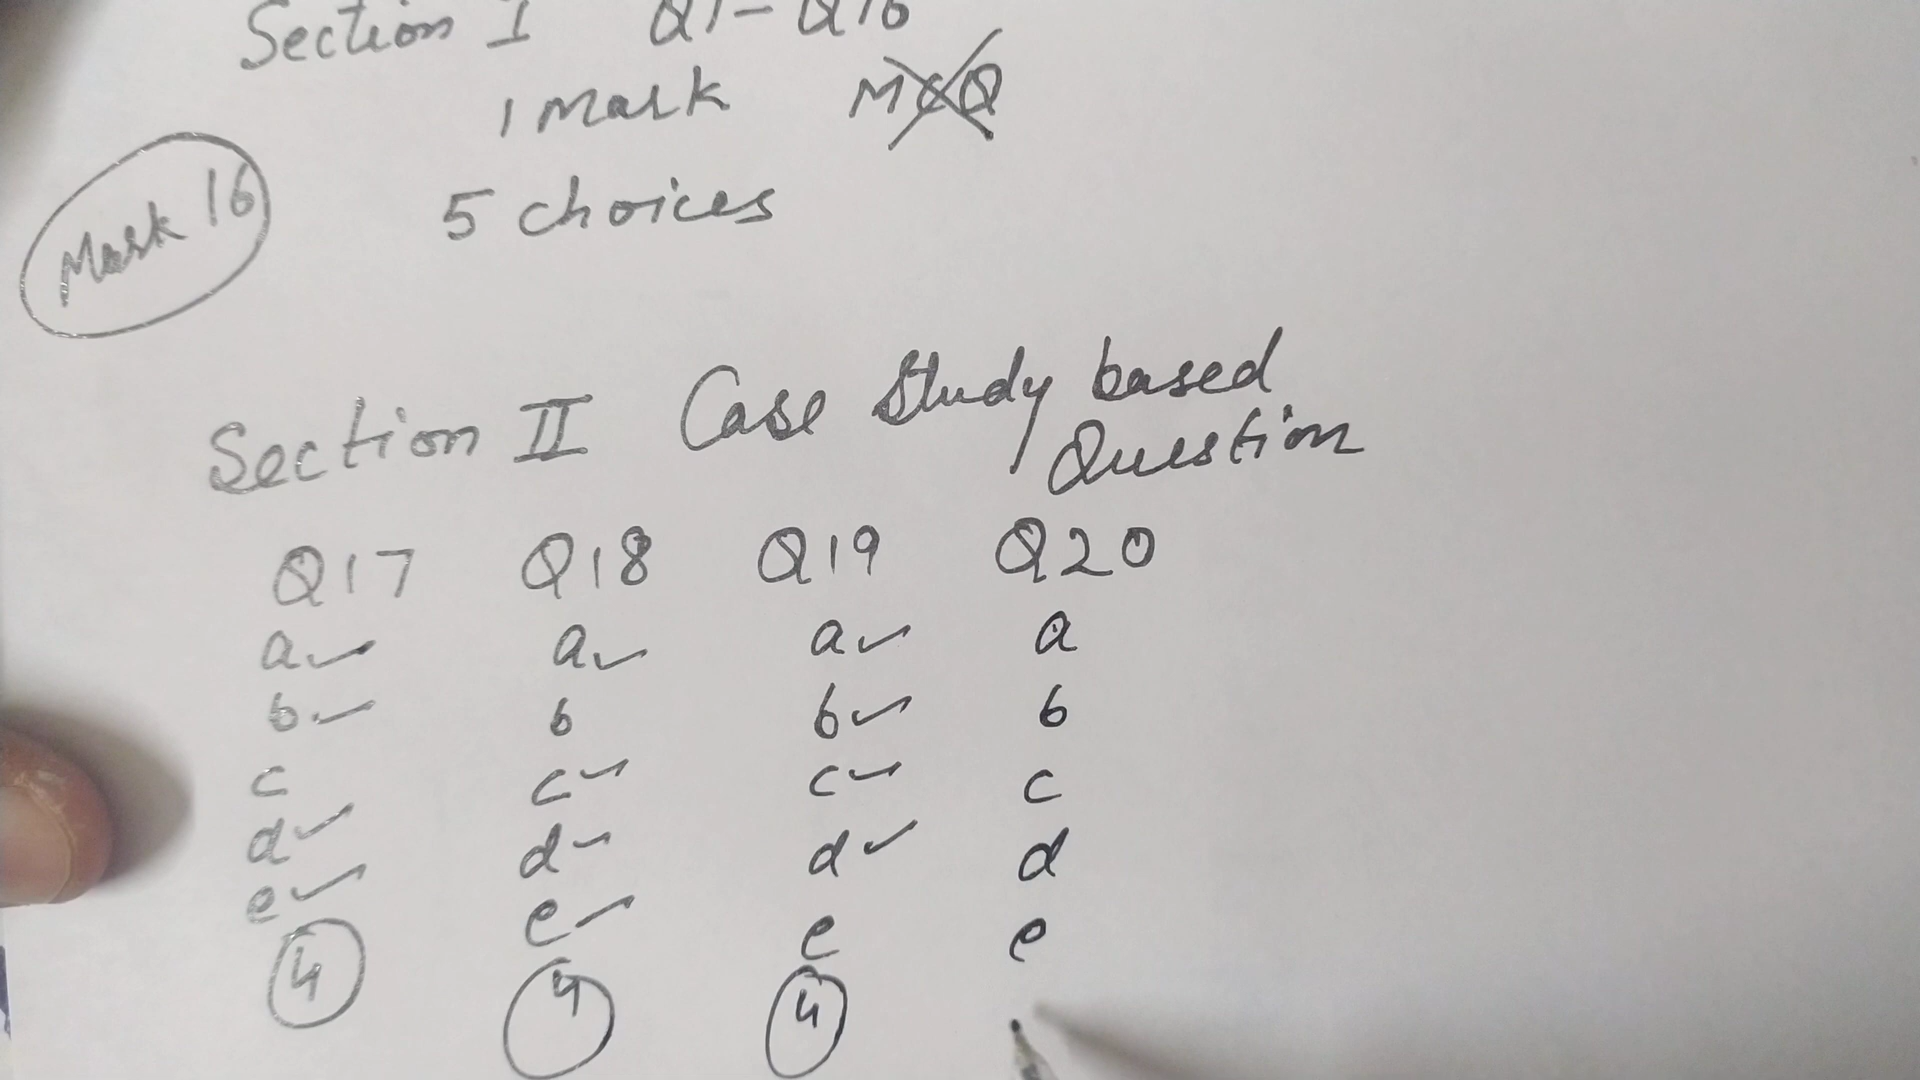 Section I Q1-Q16
1 Mark MCQ
Mark 16
5 choices
Section II Case Study based
Question
Q17 Q18 Q19 Q20
a✓ a✓ a✓ a
b✓ b b✓ b
c c✓ c✓ c
d✓ d✓ d✓ d
e✓ e✓ e e
4 4 4